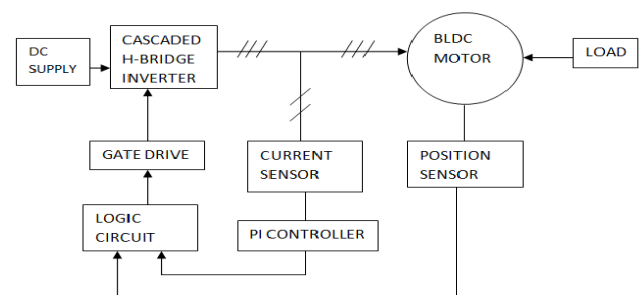 DC
SUPPLY
CASCADED
H-BRIDGE
INVERTER
BLDC
MOTOR
LOAD
GATE DRIVE
CURRENT
SENSOR
POSITION
SENSOR
LOGIC
CIRCUIT
PI CONTROLLER